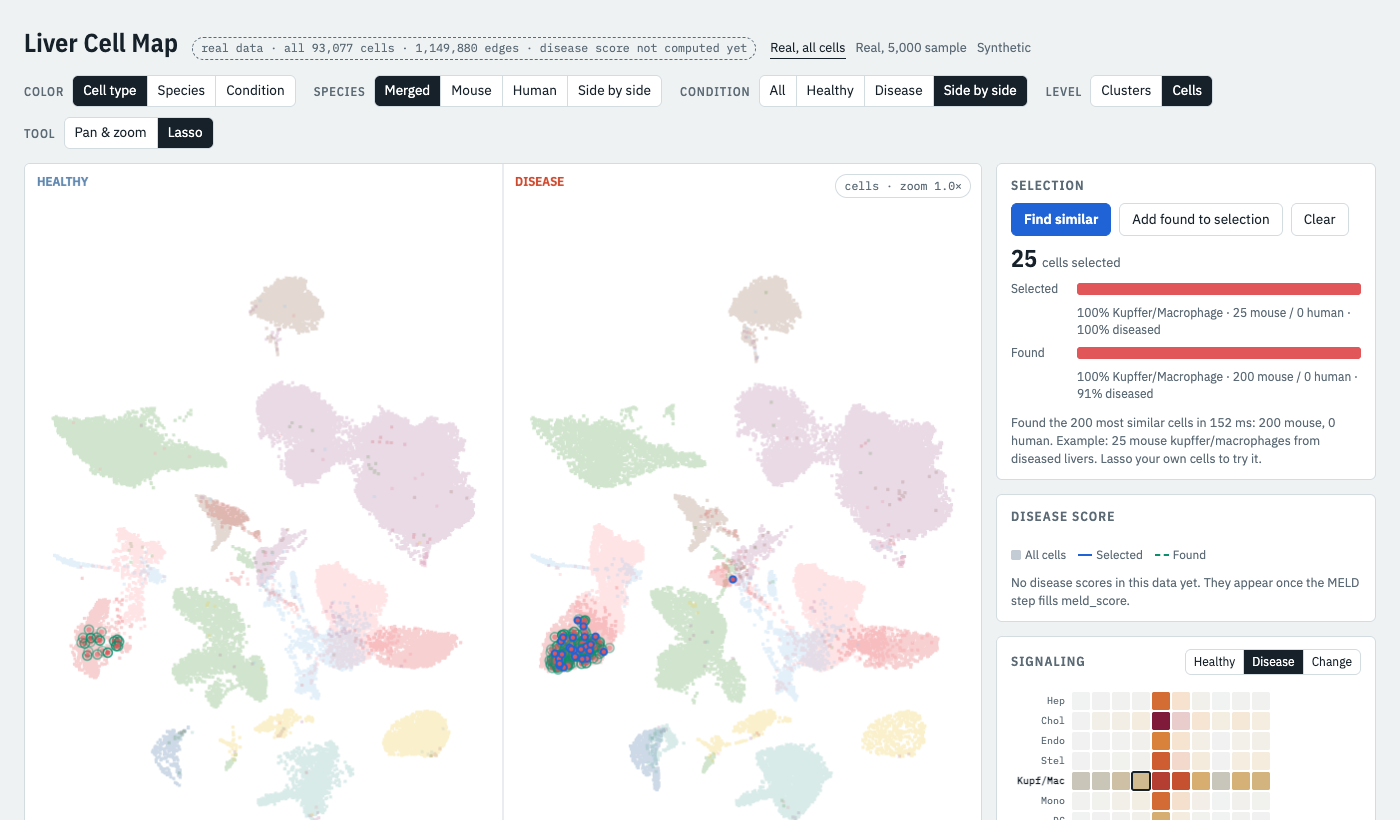 Liver Cell Map
real data · all 93,077 cells · 1,149,880 edges · disease score not computed yet
Real, all cells Real, 5,000 sample Synthetic
COLOR Cell type Species Condition SPECIES Merged Mouse Human Side by side CONDITION All Healthy Disease Side by side LEVEL Clusters Cells
TOOL Pan & zoom Lasso
HEALTHY
DISEASE
cells · zoom 1.0×
SELECTION
Find similar Add found to selection Clear
25 cells selected
Selected
100% Kupffer/Macrophage · 25 mouse / 0 human ·
100% diseased
Found
100% Kupffer/Macrophage · 200 mouse / 0 human ·
91% diseased
Found the 200 most similar cells in 152 ms: 200 mouse, 0
human. Example: 25 mouse kupffer/macrophages from
diseased livers. Lasso your own cells to try it.
DISEASE SCORE
All cells Selected Found
No disease scores in this data yet. They appear once the MELD
step fills meld_score.
SIGNALING Healthy Disease Change
Hep
Chol
Endo
Stel
Kupf/Mac
Mono